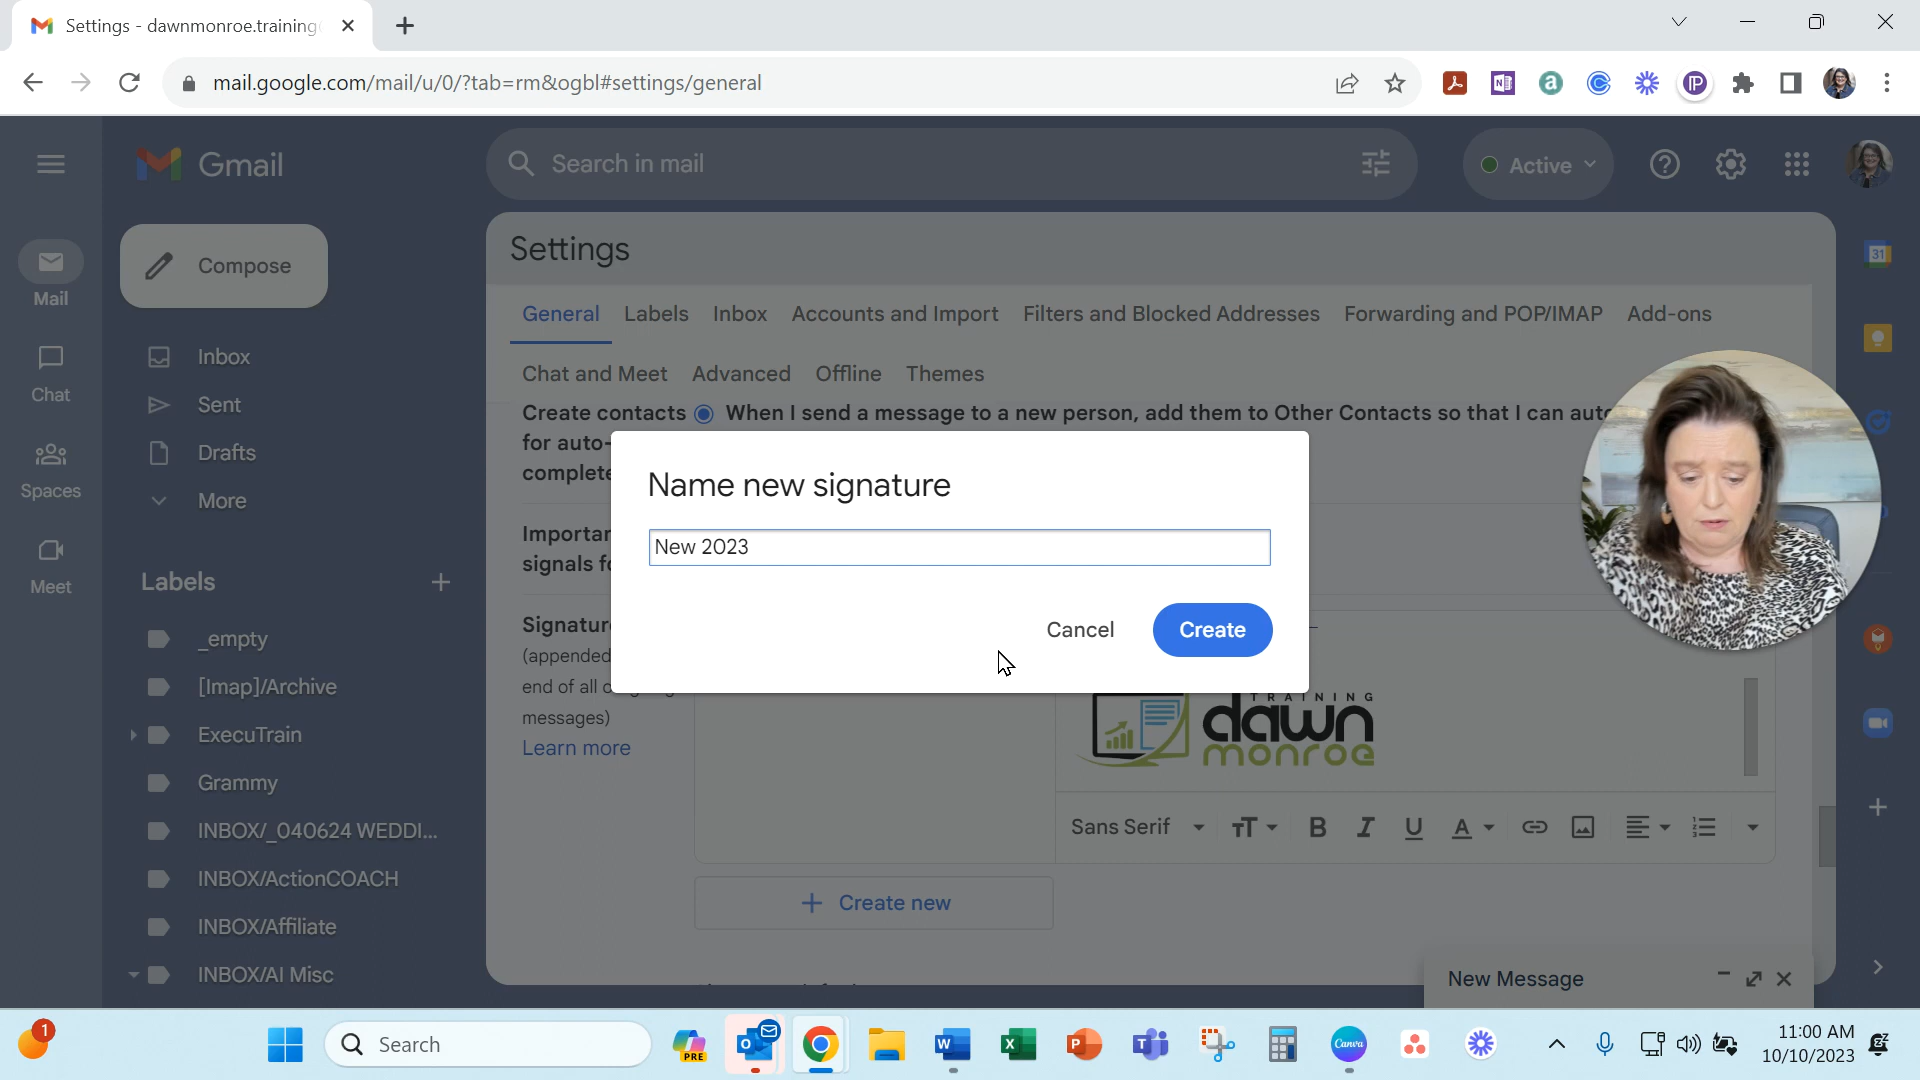 Settings - dawnmonroe.training
mail.google.com/mail/u/0/?tab=rm&ogbl#settings/general
Gmail
Search in mail
Active
Compose
Mail
Chat
Spaces
Meet
Inbox
Sent
Drafts
More
Labels
_empty
[Imap]/Archive
ExecuTrain
Grammy
INBOX/_040624 WEDDI...
INBOX/ActionCOACH
INBOX/Affiliate
INBOX/AI Misc
Settings
General Labels Inbox Accounts and Import Filters and Blocked Addresses Forwarding and POP/IMAP Add-ons
Chat and Meet Advanced Offline Themes
Create contacts When I send a message to a new person, add them to Other Contacts so that I can
for auto-
complete
signals
(appended
end of all
messages)
Learn more
Name new signature
New 2023
Cancel Create
TRAINING
dawn
monroe
Sans Serif
Create new
New Message
31
1
Search
PRE
Canva
11:00 AM
10/10/2023